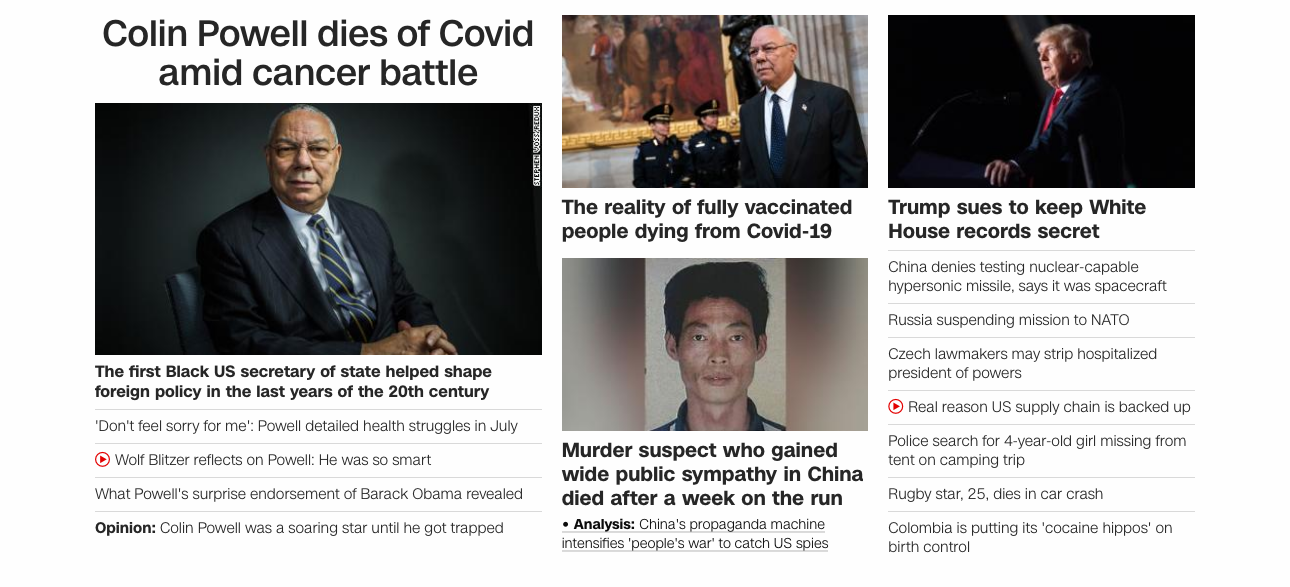 Colin Powell dies of Covid
amid cancer battle
STEPHEN VOSS/REDUX
The first Black US secretary of state helped shape
foreign policy in the last years of the 20th century
'Don't feel sorry for me': Powell detailed health struggles in July
Wolf Blitzer reflects on Powell: He was so smart
What Powell's surprise endorsement of Barack Obama revealed
Opinion: Colin Powell was a soaring star until he got trapped
The reality of fully vaccinated
people dying from Covid-19
Murder suspect who gained
wide public sympathy in China
died after a week on the run
• Analysis: China's propaganda machine
intensifies 'people's war' to catch US spies
Trump sues to keep White
House records secret
China denies testing nuclear-capable
hypersonic missile, says it was spacecraft
Russia suspending mission to NATO
Czech lawmakers may strip hospitalized
president of powers
Real reason US supply chain is backed up
Police search for 4-year-old girl missing from
tent on camping trip
Rugby star, 25, dies in car crash
Colombia is putting its 'cocaine hippos' on
birth control